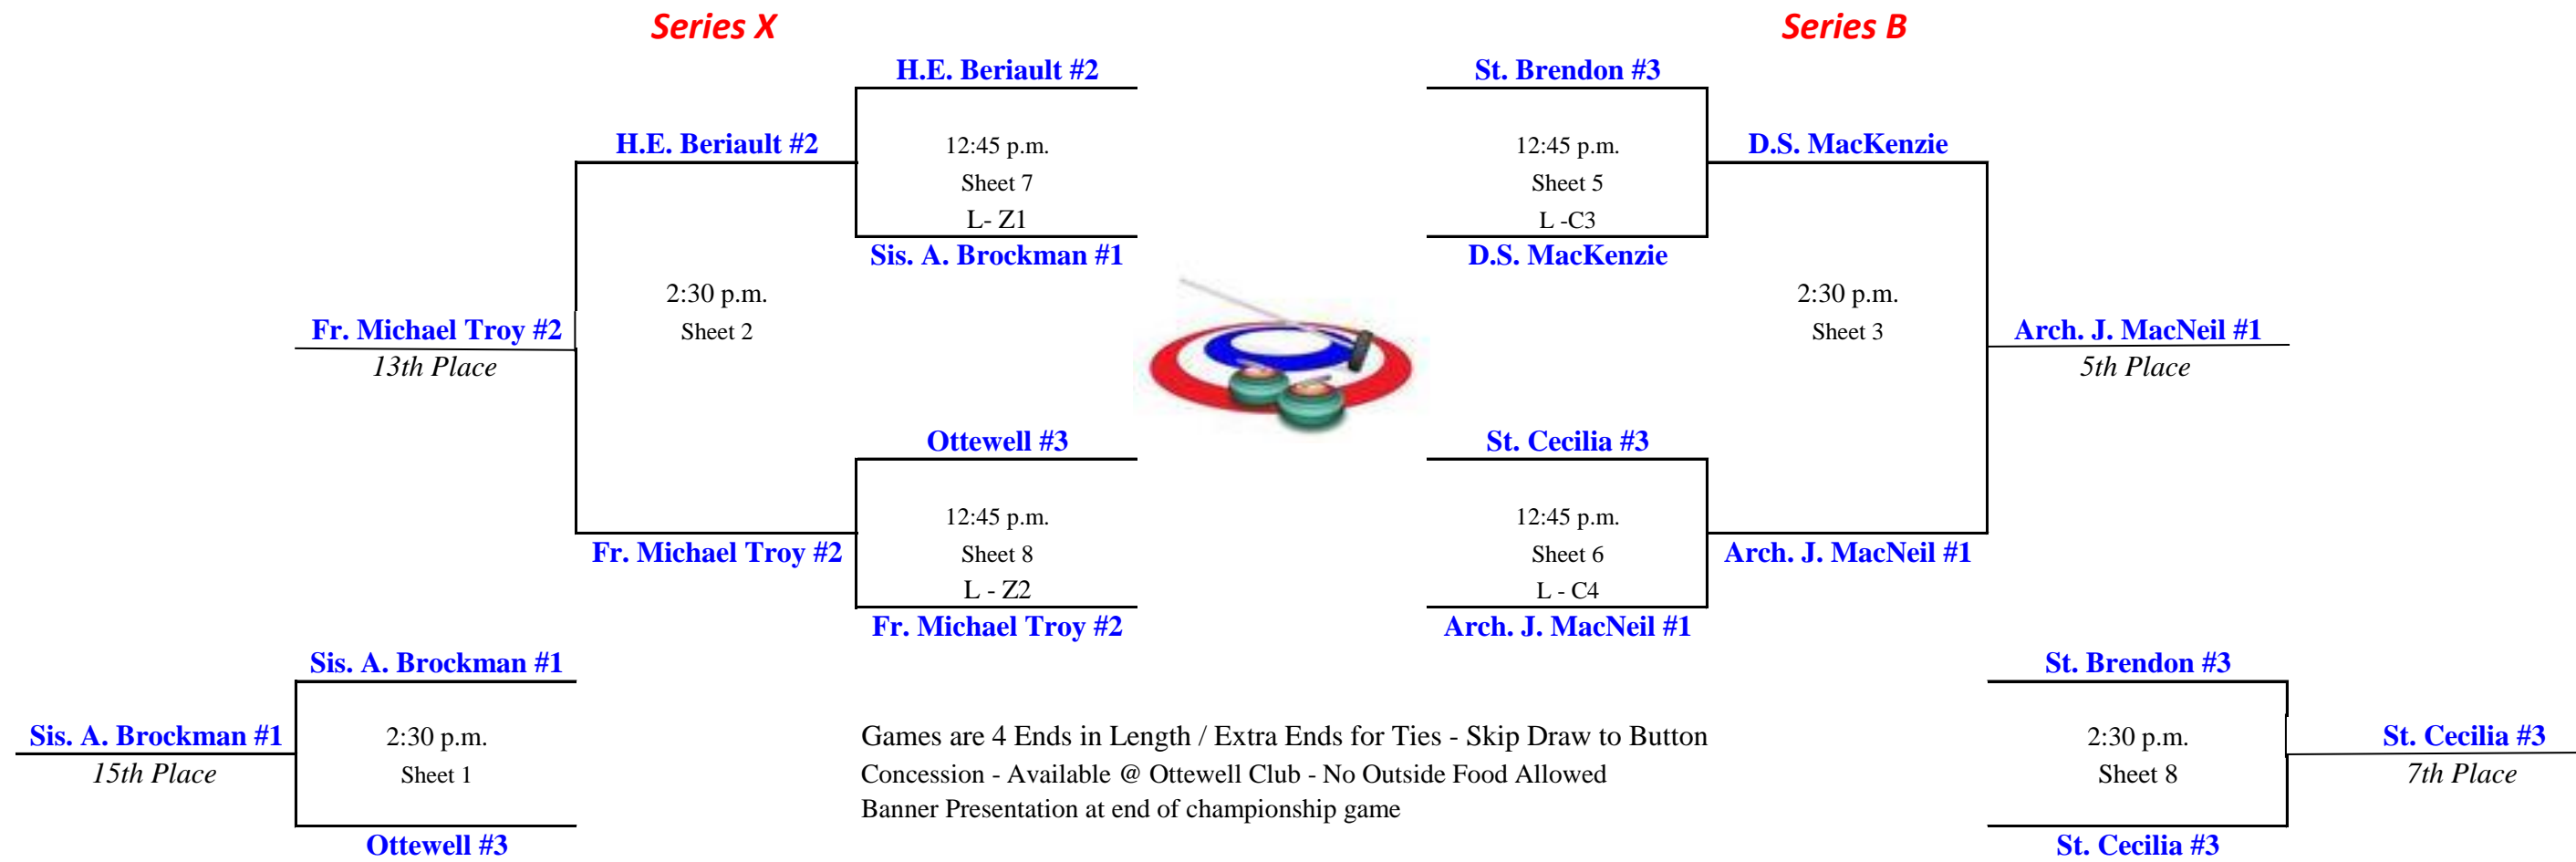 Series X
Series B
H.E. Beriault #2
St. Brendon #3
H.E. Beriault #2
12:45 p.m.
12:45 p.m.
D.S. MacKenzie
Sheet 7
Sheet 5
L- Z1
L -C3
Sis. A. Brockman #1
D.S. MacKenzie
2:30 p.m.
2:30 p.m.
Fr. Michael Troy #2
Sheet 2
Sheet 3
Arch. J. MacNeil #1
13th Place
5th Place
Ottewell #3
St. Cecilia #3
12:45 p.m.
12:45 p.m.
Fr. Michael Troy #2
Sheet 8
Sheet 6
Arch. J. MacNeil #1
L - Z2
L - C4
Fr. Michael Troy #2
Arch. J. MacNeil #1
Sis. A. Brockman #1
St. Brendon #3
Sis. A. Brockman #1
2:30 p.m.
Games are 4 Ends in Length / Extra Ends for Ties - Skip Draw to Button
2:30 p.m.
St. Cecilia #3
15th Place
Sheet 1
Concession - Available @ Ottewell Club - No Outside Food Allowed
Sheet 8
7th Place
Banner Presentation at end of championship game
Ottewell #3
St. Cecilia #3